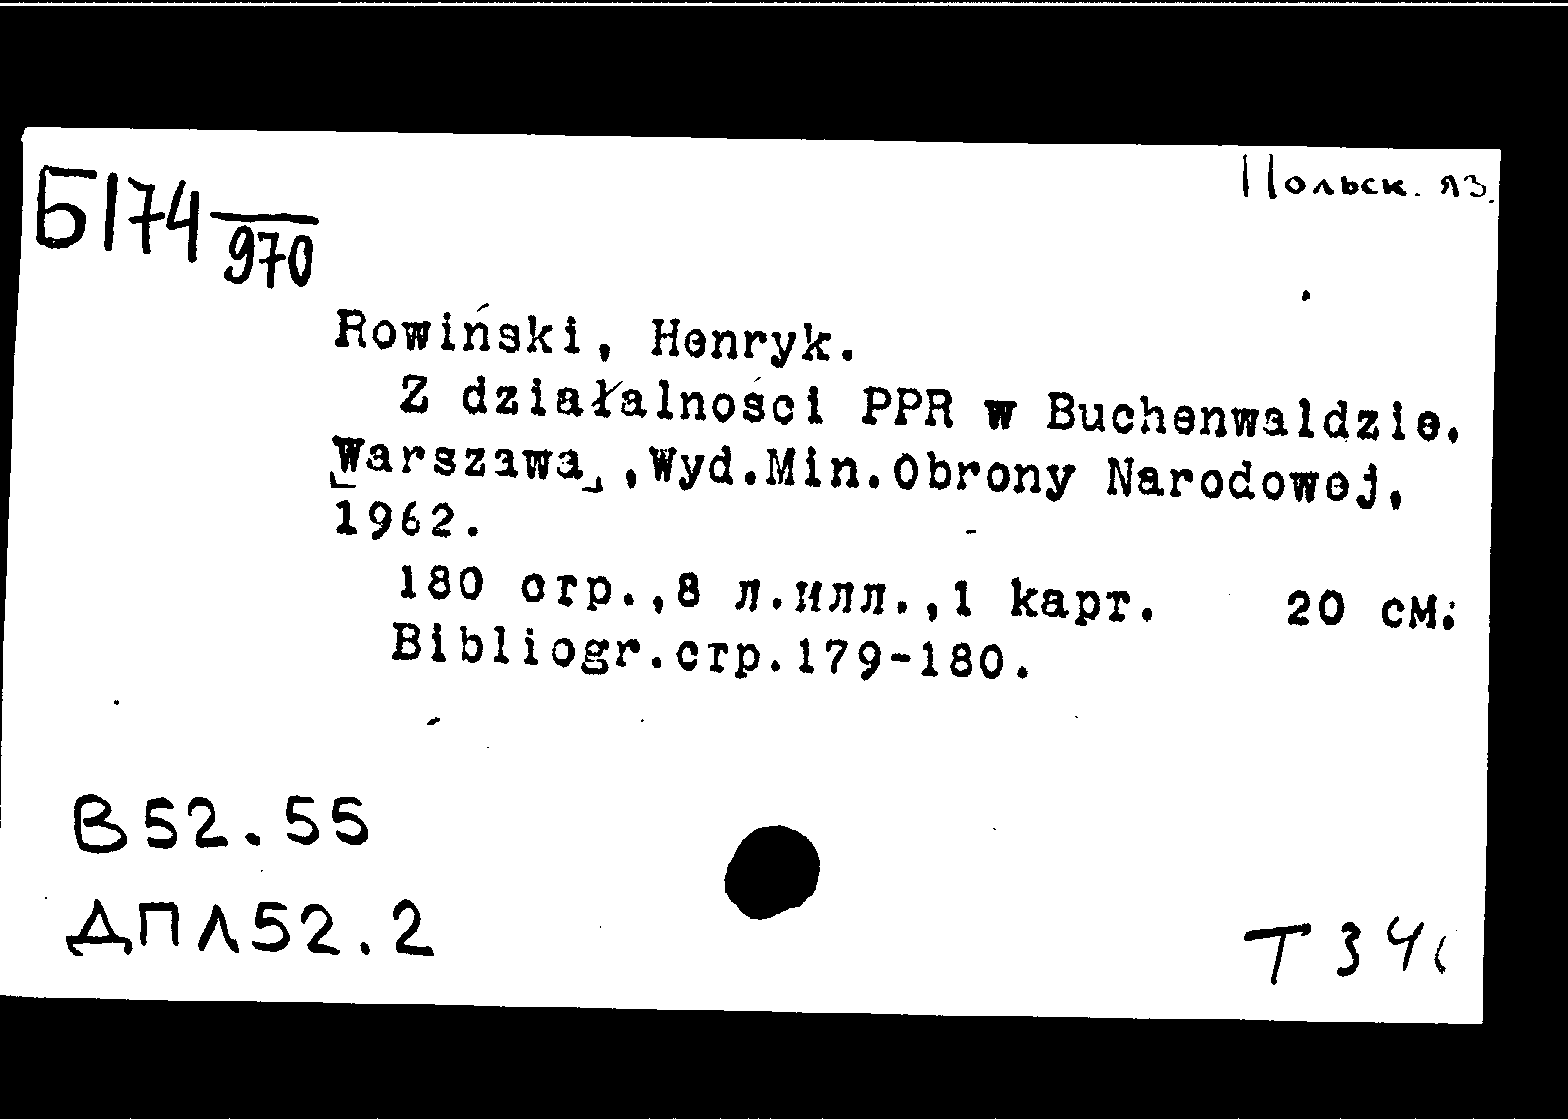 Польск. яз.
Б174
970
Rowiński, Henryk.
Z działalności PPR w Buchenwaldzie.
[Warszawa], Wyd.Min.Obrony Narodowej,
1962.
180 стр.,8 л.илл.,1 карт. 20 см.
Bibliogr.стр.179-180.
В52.55
ДПЛ52.2